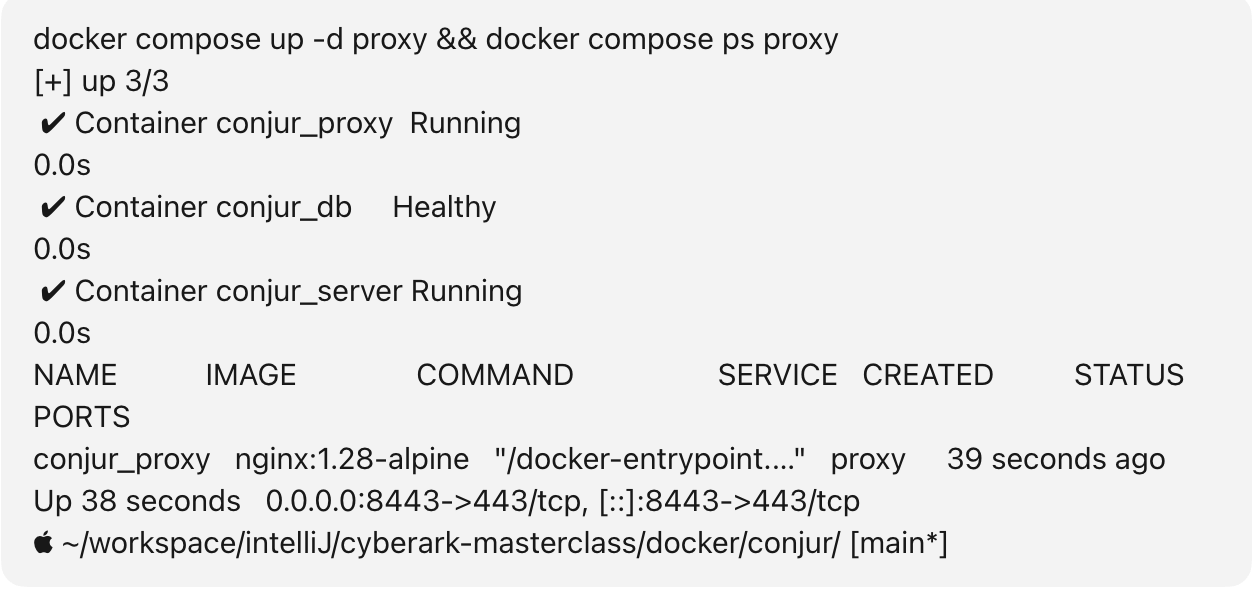 docker compose up -d proxy && docker compose ps proxy
[+] up 3/3
✔ Container conjur_proxy  Running
0.0s
✔ Container conjur_db     Healthy
0.0s
✔ Container conjur_server Running
0.0s
NAME           IMAGE               COMMAND                  SERVICE   CREATED          STATUS
PORTS
conjur_proxy   nginx:1.28-alpine   "/docker-entrypoint...."   proxy     39 seconds ago
Up 38 seconds   0.0.0.0:8443->443/tcp, [::]:8443->443/tcp
 ~/workspace/intelliJ/cyberark-masterclass/docker/conjur/ [main*]